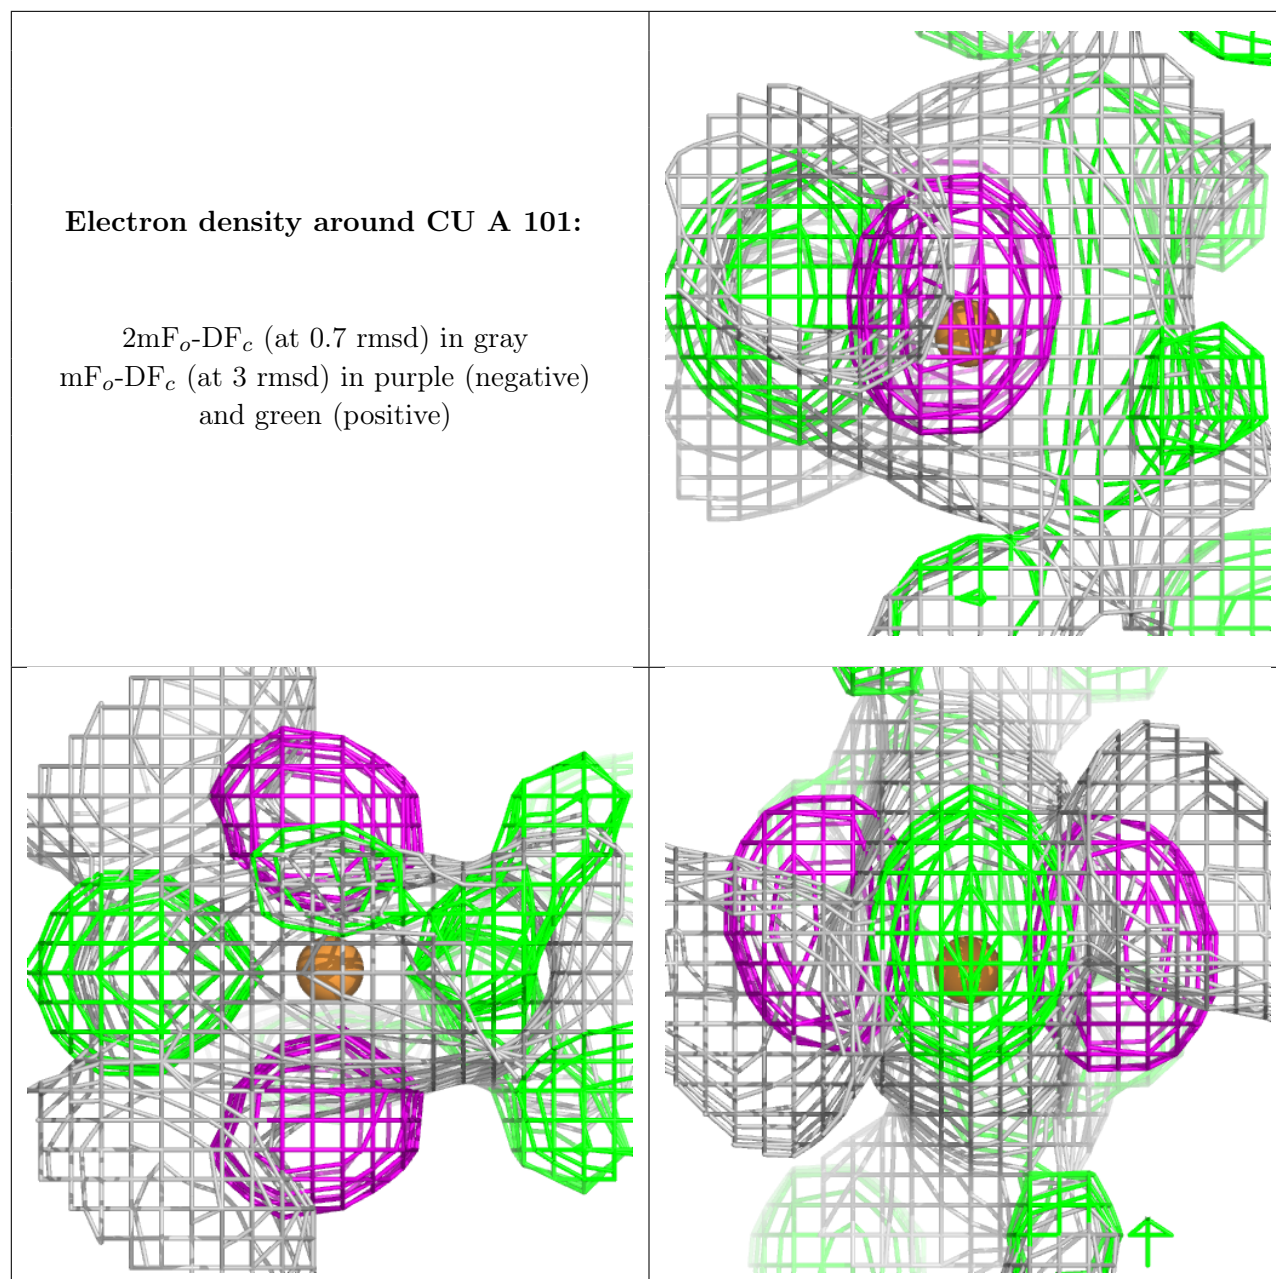 Electron density around CU A 101:
2mFₒ-DF𝒸 (at 0.7 rmsd) in gray
mFₒ-DF𝒸 (at 3 rmsd) in purple (negative)
and green (positive)